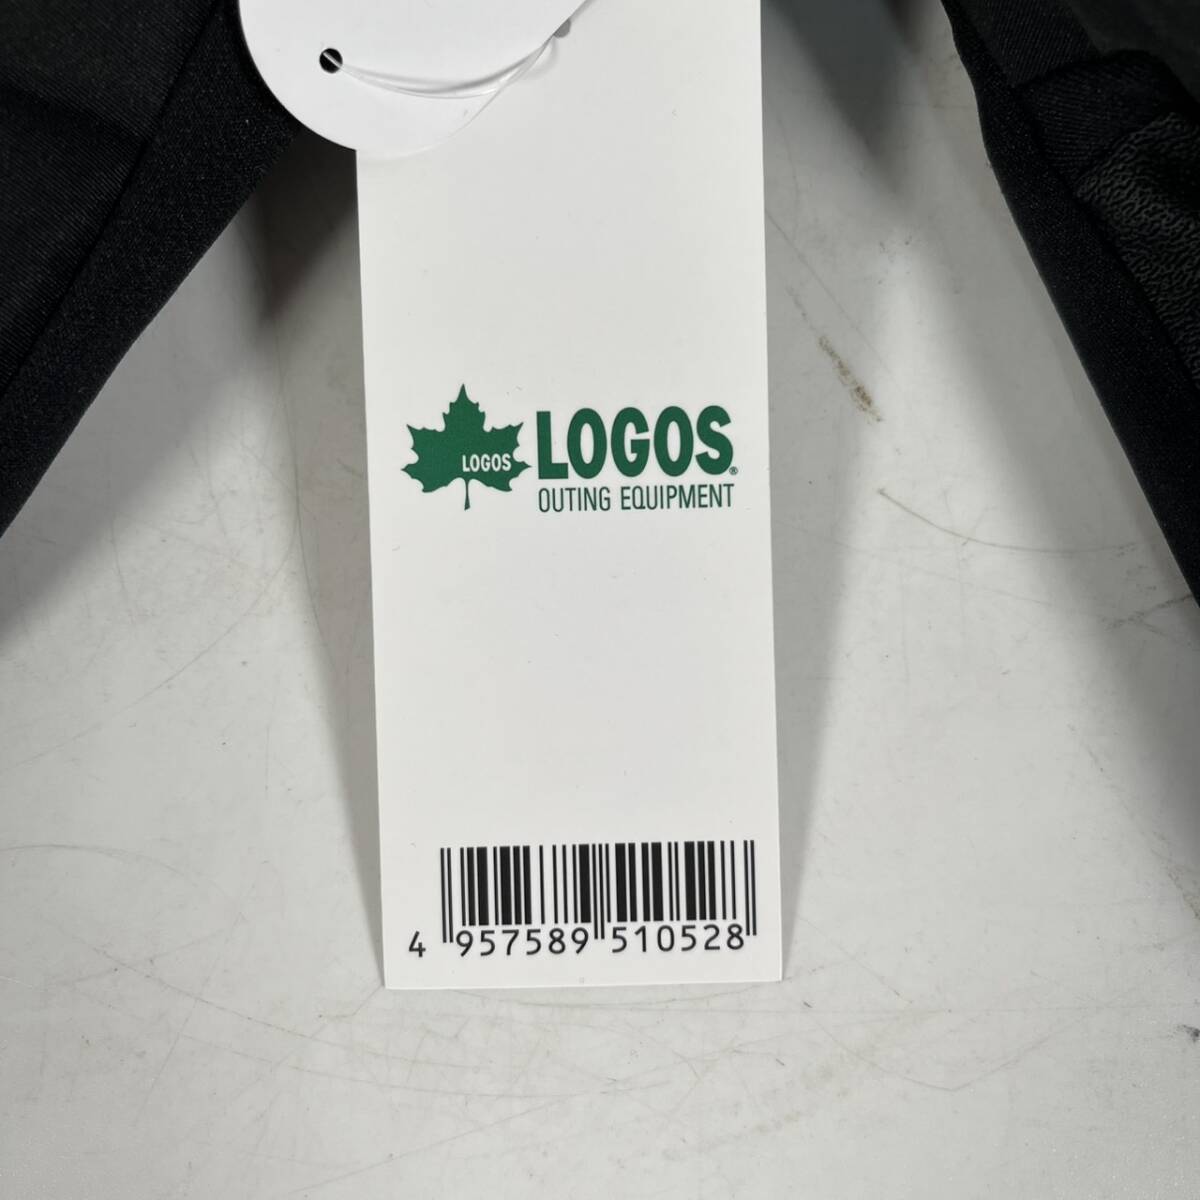 LOGOS
LOGOS®
OUTING EQUIPMENT
4 957589 510528